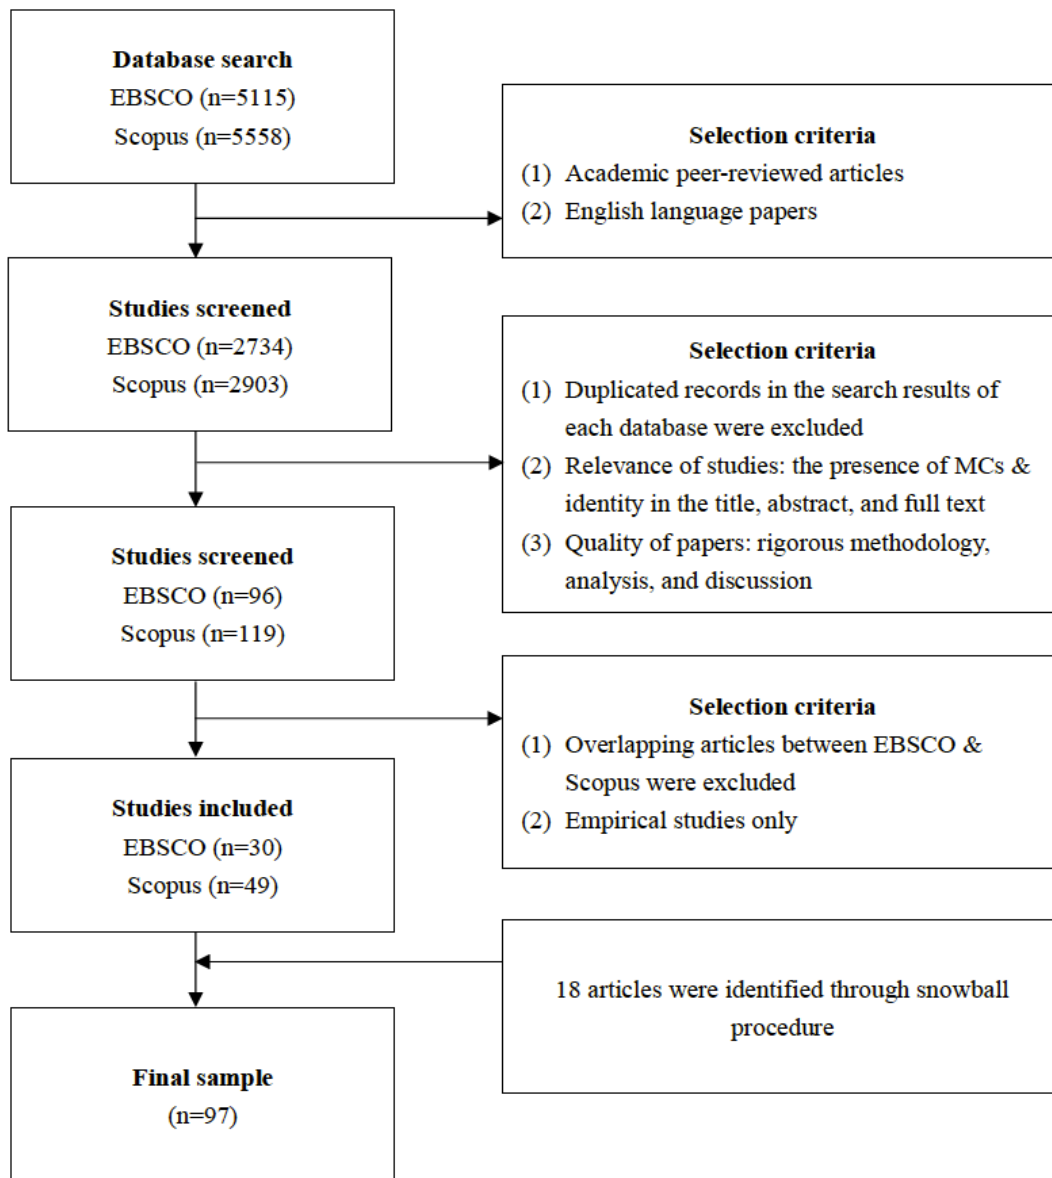 Database search
EBSCO (n=5115)
Scopus (n=5558)
Selection criteria
(1) Academic peer-reviewed articles
(2) English language papers
Studies screened
EBSCO (n=2734)
Scopus (n=2903)
Selection criteria
(1) Duplicated records in the search results of
each database were excluded
(2) Relevance of studies: the presence of MCs &
identity in the title, abstract, and full text
(3) Quality of papers: rigorous methodology,
analysis, and discussion
Studies screened
EBSCO (n=96)
Scopus (n=119)
Selection criteria
(1) Overlapping articles between EBSCO &
Scopus were excluded
(2) Empirical studies only
Studies included
EBSCO (n=30)
Scopus (n=49)
18 articles were identified through snowball
procedure
Final sample
(n=97)